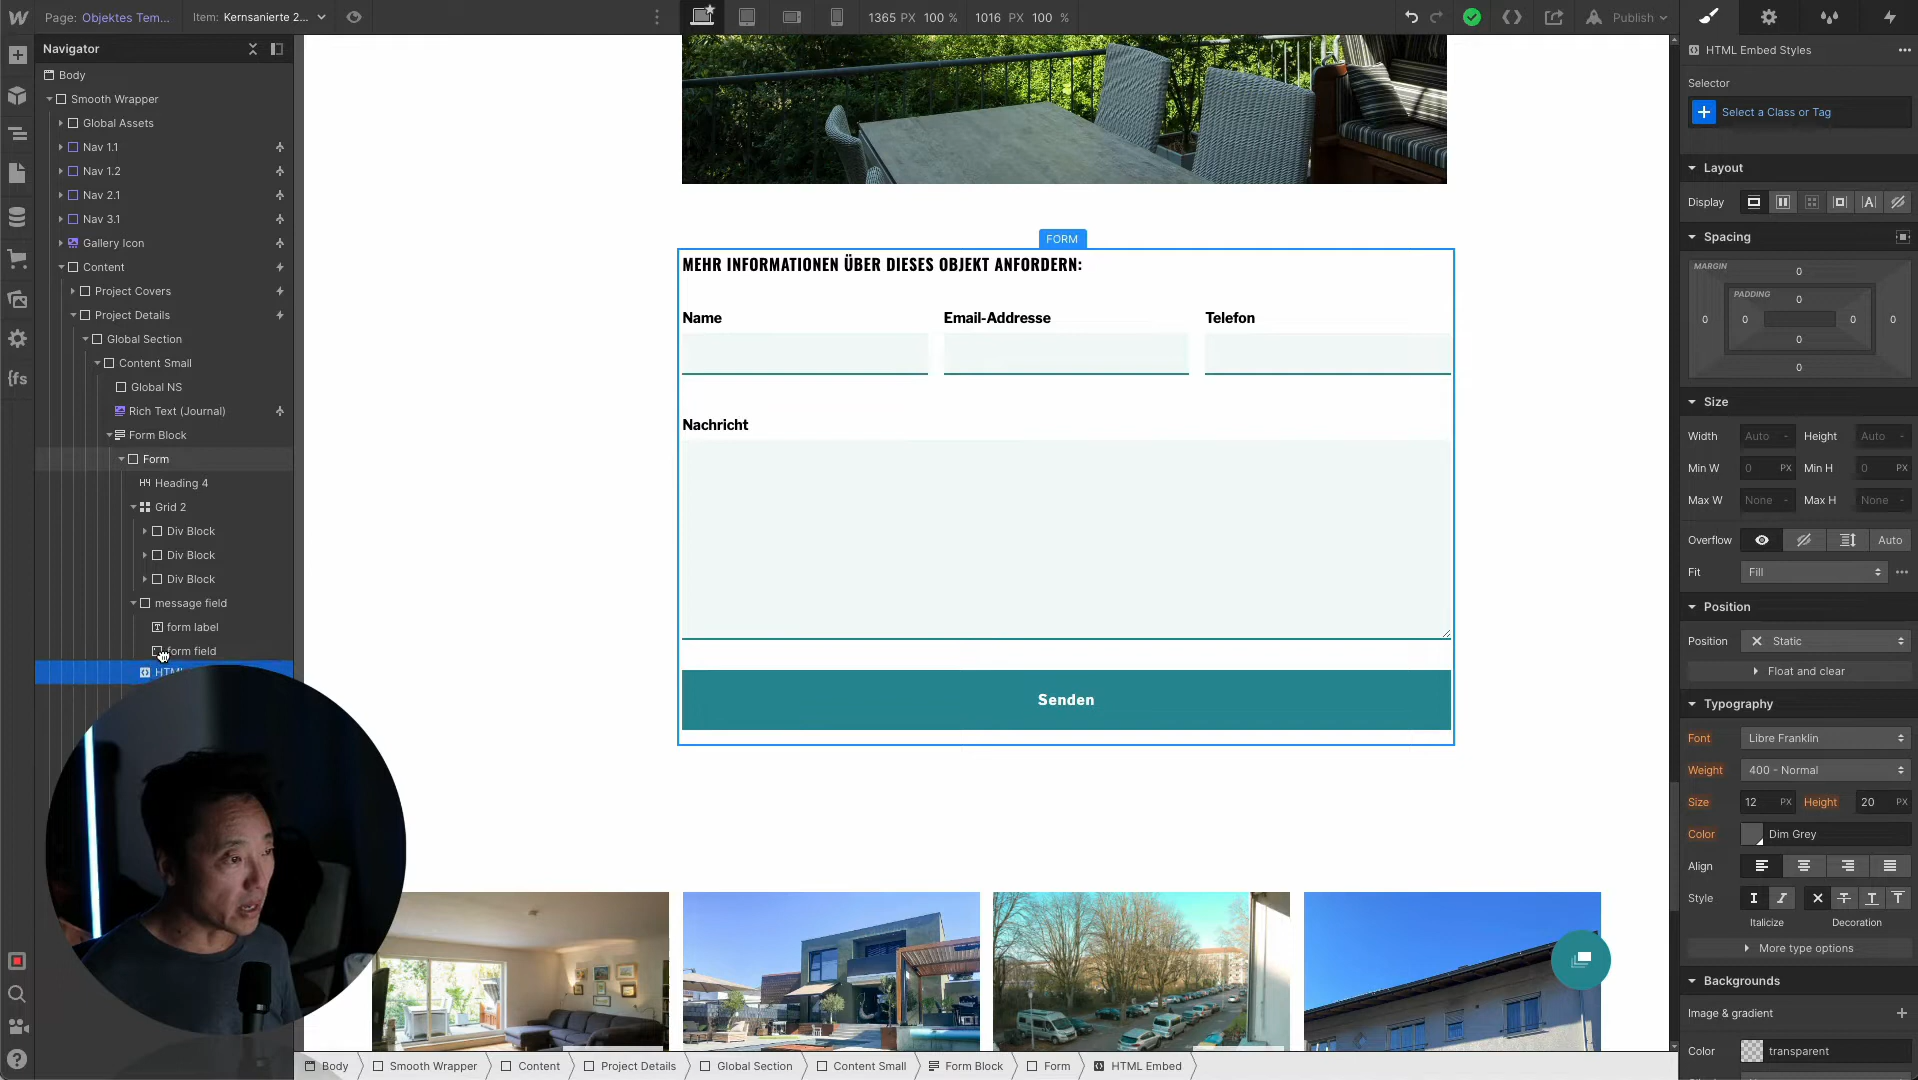 Page: Objektes Tem...
Item: Kernsanierte 2...
1365 PX 100 %
1016 PX 100 %
Publish
Navigator
Body
Smooth Wrapper
Global Assets
Nav 1.1
Nav 1.2
Nav 2.1
Nav 3.1
Gallery Icon
Content
Project Covers
Project Details
Global Section
Content Small
Global NS
Rich Text (Journal)
Form Block
Form
H4 Heading 4
Grid 2
Div Block
Div Block
Div Block
message field
form label
form field
FORM
MEHR INFORMATIONEN ÜBER DIESES OBJEKT ANFORDERN:
Name
Email-Addresse
Telefon
Nachricht
Senden
HTML Embed Styles
Selector
Select a Class or Tag
Layout
Display
Spacing
MARGIN
0
PADDING
0
0 0 0 0
0
0
Size
Width Auto - Height Auto -
Min W 0 PX Min H 0 PX
Max W None - Max H None -
Overflow Auto
Fit Fill
Position
Position Static
Float and clear
Typography
Font Libre Franklin
Weight 400 - Normal
Size 12 PX Height 20 PX
Color Dim Grey
Align
Style
Italicize Decoration
More type options
Backgrounds
Image & gradient
Color transparent
Body Smooth Wrapper Content Project Details Global Section Content Small Form Block Form HTML Embed